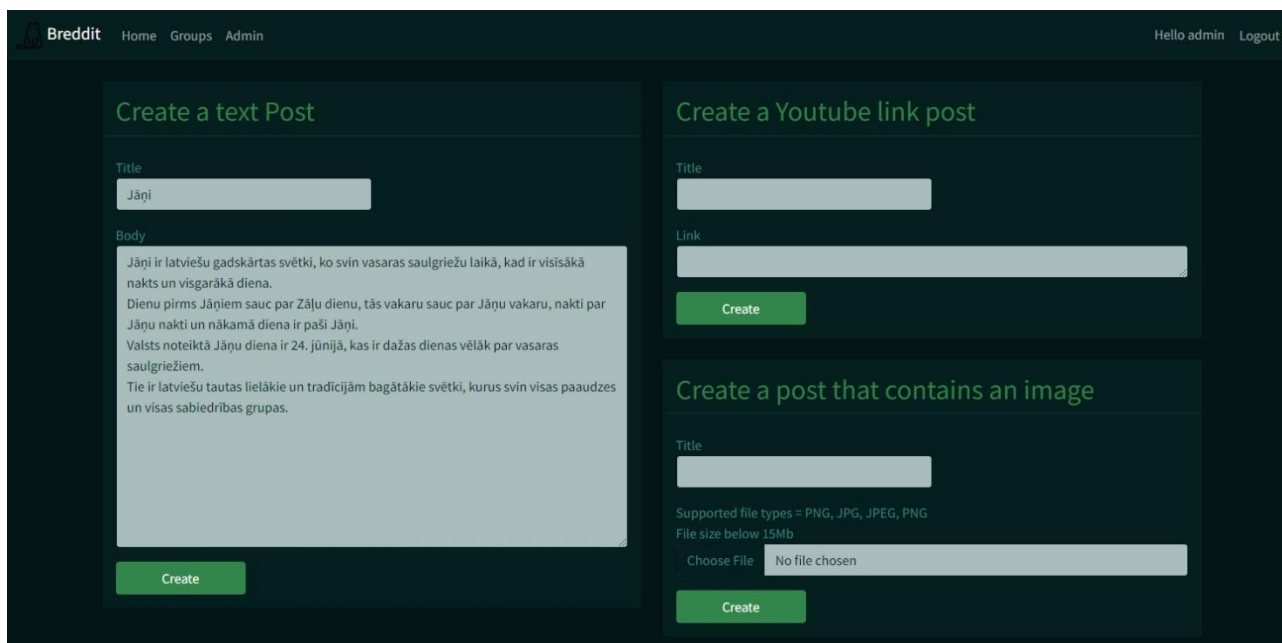 Breddit Home Groups Admin Hello admin Logout
Create a text Post
Title
Jāņi
Body
Jāņi ir latviešu gadskārtas svētki, ko svin vasaras saulgriežu laikā, kad ir visīsākā
nakts un visgarākā diena.
Dienu pirms Jāņiem sauc par Zāļu dienu, tās vakaru sauc par Jāņu vakaru, nakti par
Jāņu nakti un nākamā diena ir paši Jāņi.
Valsts noteiktā Jāņu diena ir 24. jūnijā, kas ir dažas dienas vēlāk par vasaras
saulgriežiem.
Tie ir latviešu tautas lielākie un tradīcijām bagātākie svētki, kurus svin visas paaudzes
un visas sabiedrības grupas.
Create
Create a Youtube link post
Title
Link
Create
Create a post that contains an image
Title
Supported file types = PNG, JPG, JPEG, PNG
File size below 15Mb
Choose File No file chosen
Create